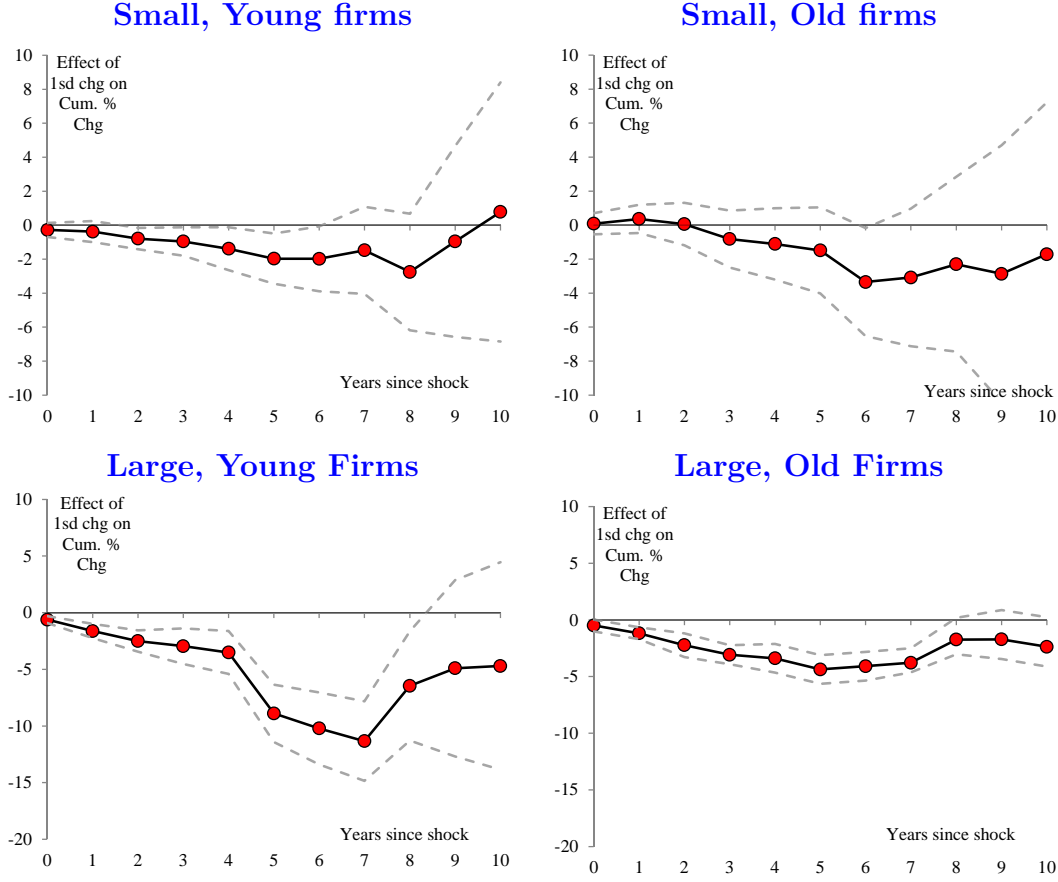 Small, Young firms
Effect of
1sd chg on
Cum. %
Chg
10
8
6
4
2
0
-2
-4
-6
-8
-10
Years since shock
0 1 2 3 4 5 6 7 8 9 10
Small, Old firms
Effect of
1sd chg on
Cum. %
Chg
10
8
6
4
2
0
-2
-4
-6
-8
-10
Years since shock
0 1 2 3 4 5 6 7 8 9 10
Large, Young Firms
Effect of
1sd chg on
Cum. %
Chg
10
5
0
-5
-10
-15
-20
Years since shock
0 1 2 3 4 5 6 7 8 9 10
Large, Old Firms
Effect of
1sd chg on
Cum. %
Chg
10
5
0
-5
-10
-15
-20
Years since shock
0 1 2 3 4 5 6 7 8 9 10